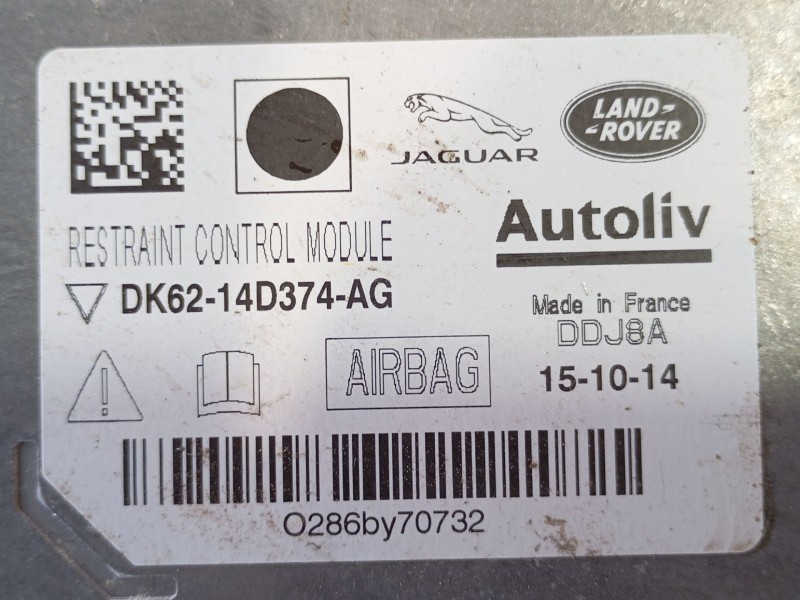 JAGUAR
LAND-
-ROVER
RESTRAINT CONTROL MODULE
Autoliv
DK62-14D374-AG
Made in France
DDJ8A
AIRBAG
15-10-14
O286by70732